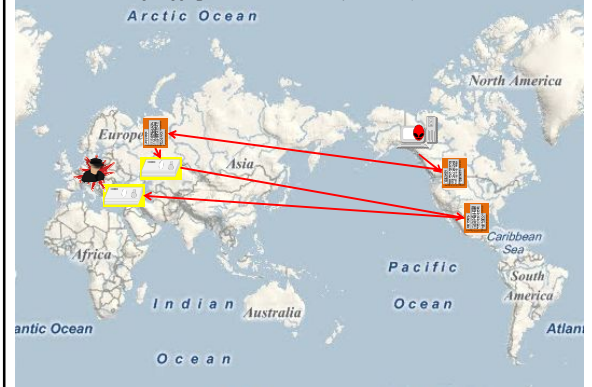 Arctic Ocean
North America
Europe
Asia
Caribbean
Sea
Africa
Pacific
South
America
Indian
Ocean
Australia
antic Ocean
Atlan
Ocean